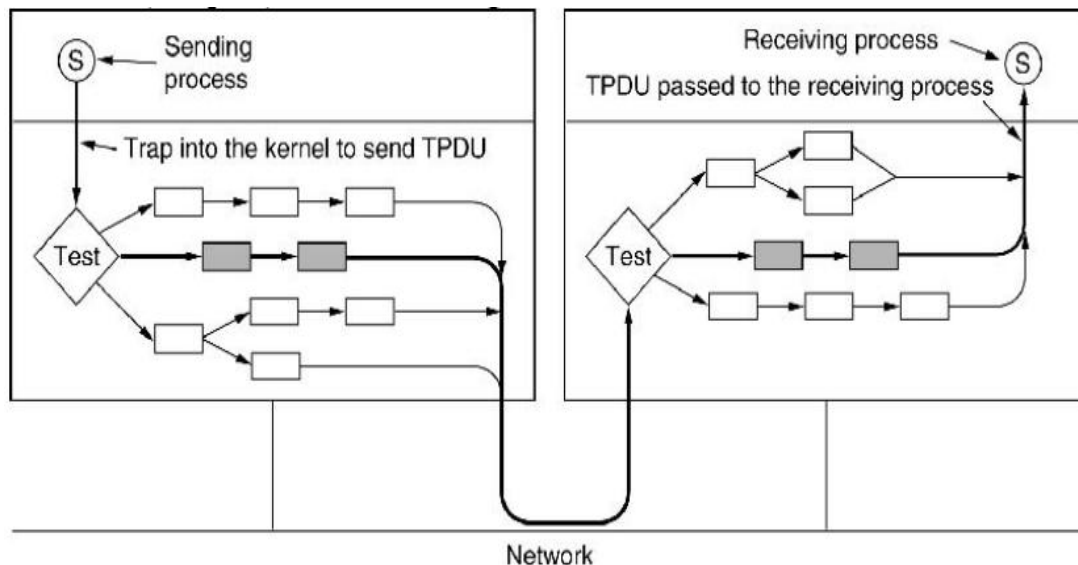 S
Sending
process
Trap into the kernel to send TPDU
Test
Receiving process
S
TPDU passed to the receiving process
Test
Network